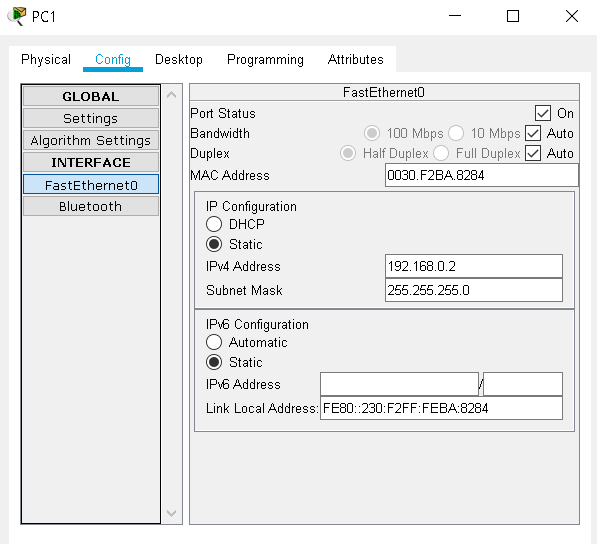 PC1
Physical Config Desktop Programming Attributes
GLOBAL
Settings
Algorithm Settings
INTERFACE
FastEthernet0
Bluetooth
FastEthernet0
Port Status On
Bandwidth 100 Mbps 10 Mbps Auto
Duplex Half Duplex Full Duplex Auto
MAC Address 0030.F2BA.8284
IP Configuration
DHCP
Static
IPv4 Address 192.168.0.2
Subnet Mask 255.255.255.0
IPv6 Configuration
Automatic
Static
IPv6 Address /
Link Local Address: FE80::230:F2FF:FEBA:8284